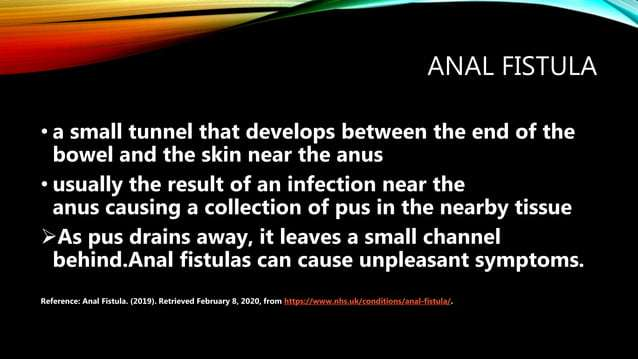 ANAL FISTULA
• a small tunnel that develops between the end of the
bowel and the skin near the anus
• usually the result of an infection near the
anus causing a collection of pus in the nearby tissue
➢As pus drains away, it leaves a small channel
behind.Anal fistulas can cause unpleasant symptoms.
Reference: Anal Fistula. (2019). Retrieved February 8, 2020, from https://www.nhs.uk/conditions/anal-fistula/.